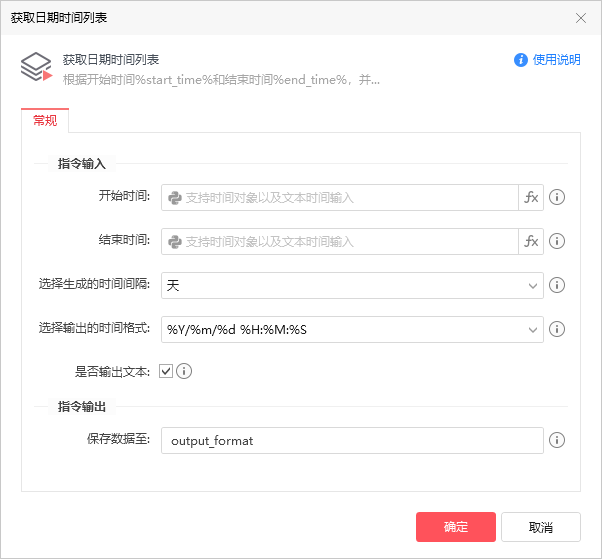 获取日期时间列表
获取日期时间列表
使用说明
根据开始时间%start_time%和结束时间%end_time%，并...
常规
指令输入
开始时间: 支持时间对象以及文本时间输入 fx
结束时间: 支持时间对象以及文本时间输入 fx
选择生成的时间间隔: 天
选择输出的时间格式: %Y/%m/%d %H:%M:%S
是否输出文本:
指令输出
保存数据至: output_format
确定 取消